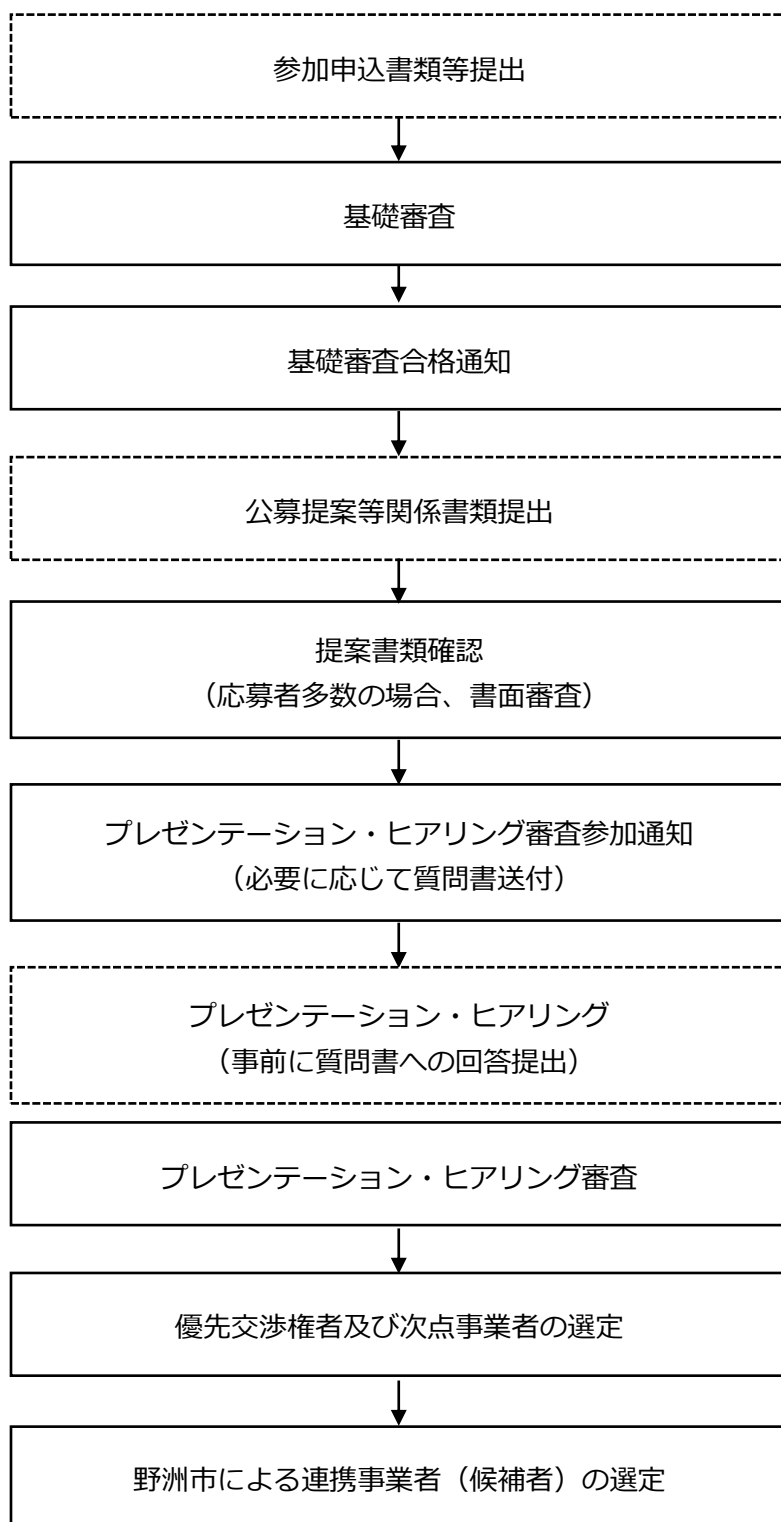 参加申込書類等提出
基礎審査
基礎審査合格通知
公募提案等関係書類提出
提案書類確認
（応募者多数の場合、書面審査）
プレゼンテーション・ヒアリング審査参加通知
（必要に応じて質問書送付）
プレゼンテーション・ヒアリング
（事前に質問書への回答提出）
プレゼンテーション・ヒアリング審査
優先交渉権者及び次点事業者の選定
野洲市による連携事業者（候補者）の選定